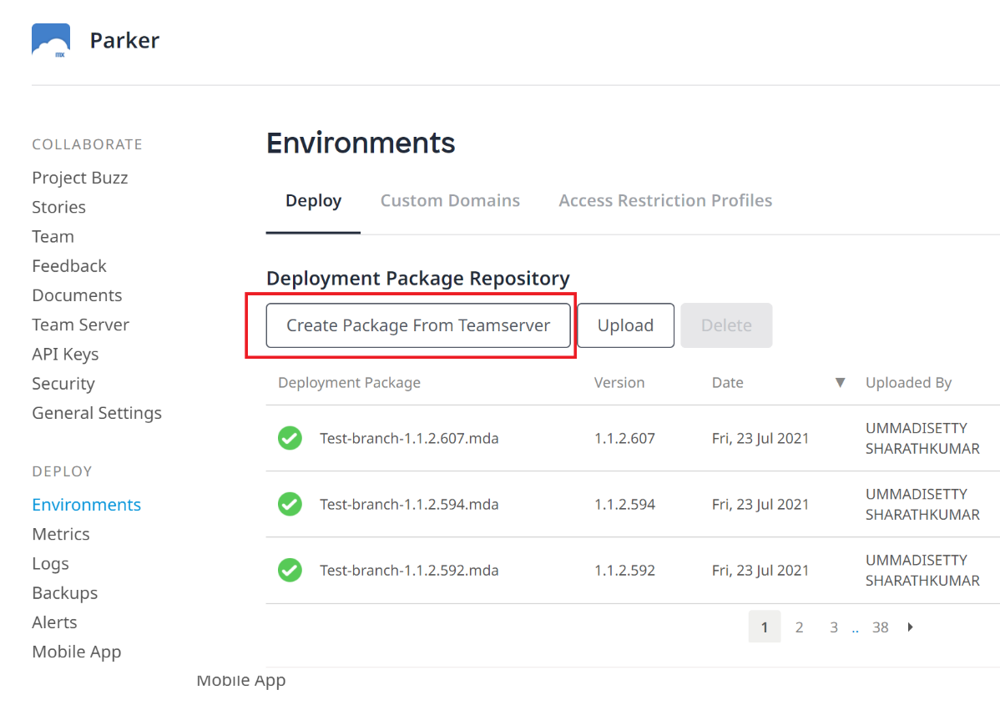 mx
Parker
COLLABORATE
Project Buzz
Stories
Team
Feedback
Documents
Team Server
API Keys
Security
General Settings
DEPLOY
Environments
Metrics
Logs
Backups
Alerts
Mobile App
Mobile App
Environments
Deploy Custom Domains Access Restriction Profiles
Deployment Package Repository
Create Package From Teamserver Upload Delete
Deployment Package Version Date ▼ Uploaded By
Test-branch-1.1.2.607.mda 1.1.2.607 Fri, 23 Jul 2021 UMMADISETTY
SHARATHKUMAR
Test-branch-1.1.2.594.mda 1.1.2.594 Fri, 23 Jul 2021 UMMADISETTY
SHARATHKUMAR
Test-branch-1.1.2.592.mda 1.1.2.592 Fri, 23 Jul 2021 UMMADISETTY
SHARATHKUMAR
1 2 3 .. 38